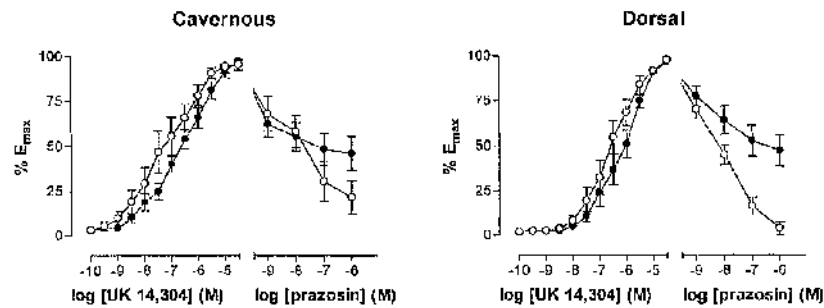 Cavernous
Dorsal
100
75
50
25
0
% Emax
-10 -9 -8 -7 -6 -5
-9 -8 -7 -6
log [UK 14,304] (M)
log [prazosin] (M)
100
75
50
25
0
% Emax
-10 -9 -8 -7 -6 -5
-9 -8 -7 -6
log [UK 14,304] (M)
log [prazosin] (M)